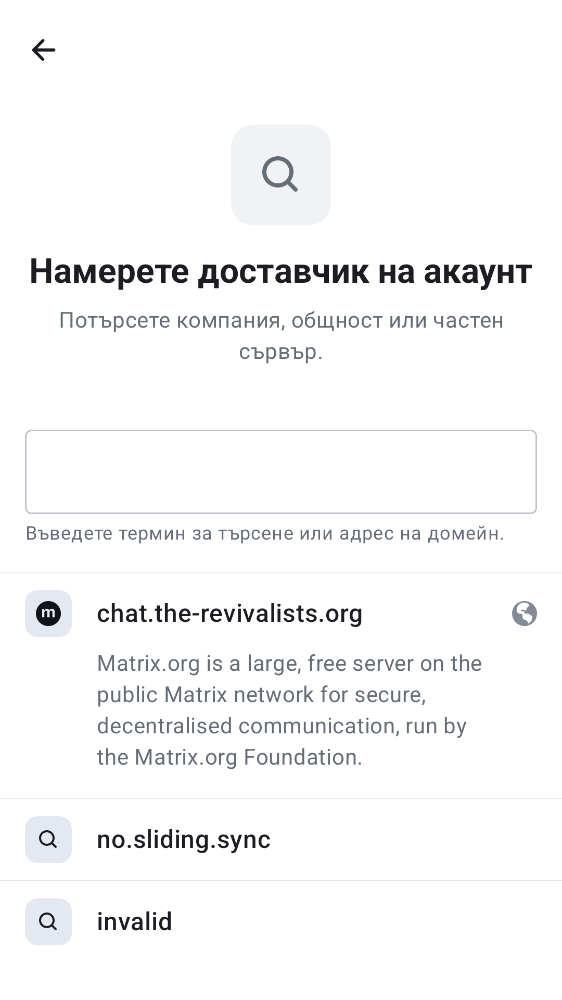 Намерете доставчик на акаунт
Потърсете компания, общност или частен
сървър.
Въведете термин за търсене или адрес на домейн.
m
chat.the-revivalists.org
Matrix.org is a large, free server on the
public Matrix network for secure,
decentralised communication, run by
the Matrix.org Foundation.
no.sliding.sync
invalid